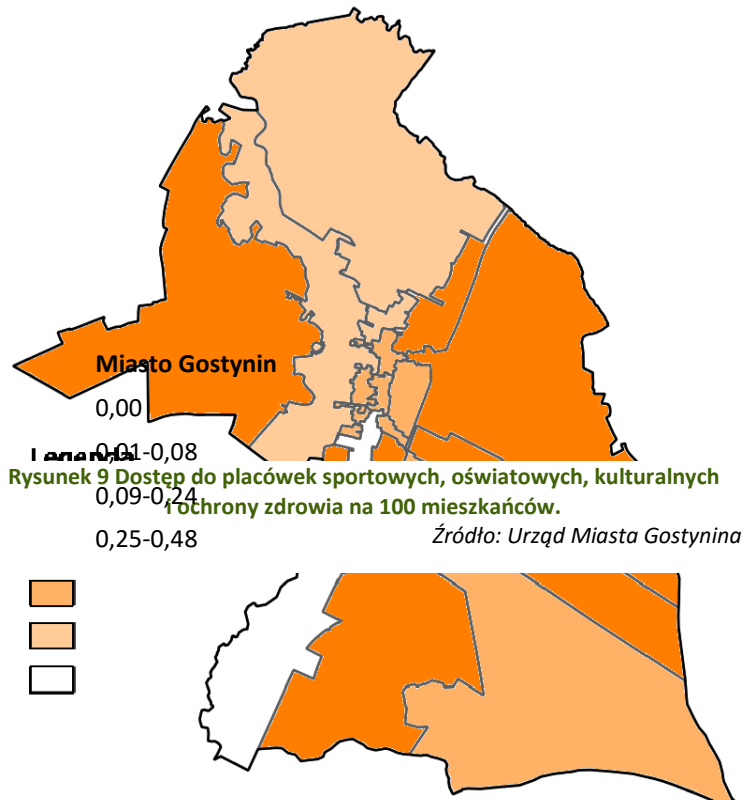 Miasto Gostynin
0,00
Legenda
0,01-0,08
Rysunek 9 Dostęp do placówek sportowych, oświatowych, kulturalnych
0,09-0,24
i ochrony zdrowia na 100 mieszkańców.
0,25-0,48
Źródło: Urząd Miasta Gostynina